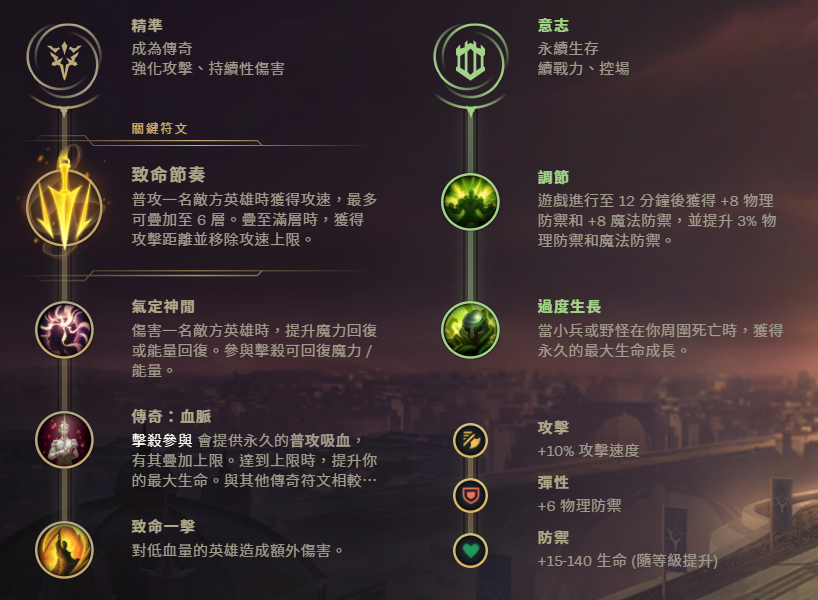 精準
成為傳奇
強化攻擊、持續性傷害
關鍵符文
致命節奏
普攻一名敵方英雄時獲得攻速，最多
可疊加至 6 層。疊至滿層時，獲得
攻擊距離並移除攻速上限。
氣定神閒
傷害一名敵方英雄時，提升魔力回復
或能量回復。參與擊殺可回復魔力 /
能量。
傳奇：血脈
擊殺參與 會提供永久的普攻吸血，
有其疊加上限。達到上限時，提升你
的最大生命。與其他傳奇符文相較…
致命一擊
對低血量的英雄造成額外傷害。
意志
永續生存
續戰力、控場
調節
遊戲進行至 12 分鐘後獲得 +8 物理
防禦和 +8 魔法防禦，並提升 3% 物
理防禦和魔法防禦。
過度生長
當小兵或野怪在你周圍死亡時，獲得
永久的最大生命成長。
攻擊
+10% 攻擊速度
彈性
+6 物理防禦
防禦
+15-140 生命 (隨等級提升)